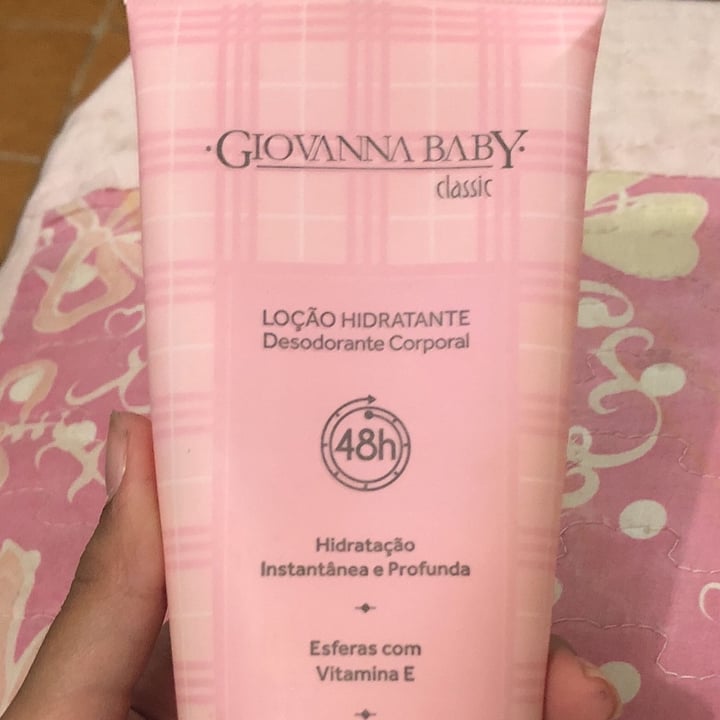 ·GIOVANNA BABY·
classic
LOÇÃO HIDRATANTE
Desodorante Corporal
48h
Hidratação
Instantânea e Profunda
Esferas com
Vitamina E